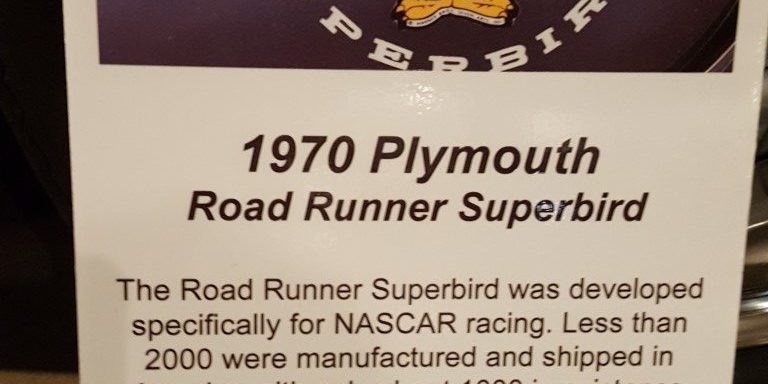 PERBIR
1970 Plymouth
Road Runner Superbird
The Road Runner Superbird was developed
specifically for NASCAR racing. Less than
2000 were manufactured and shipped in